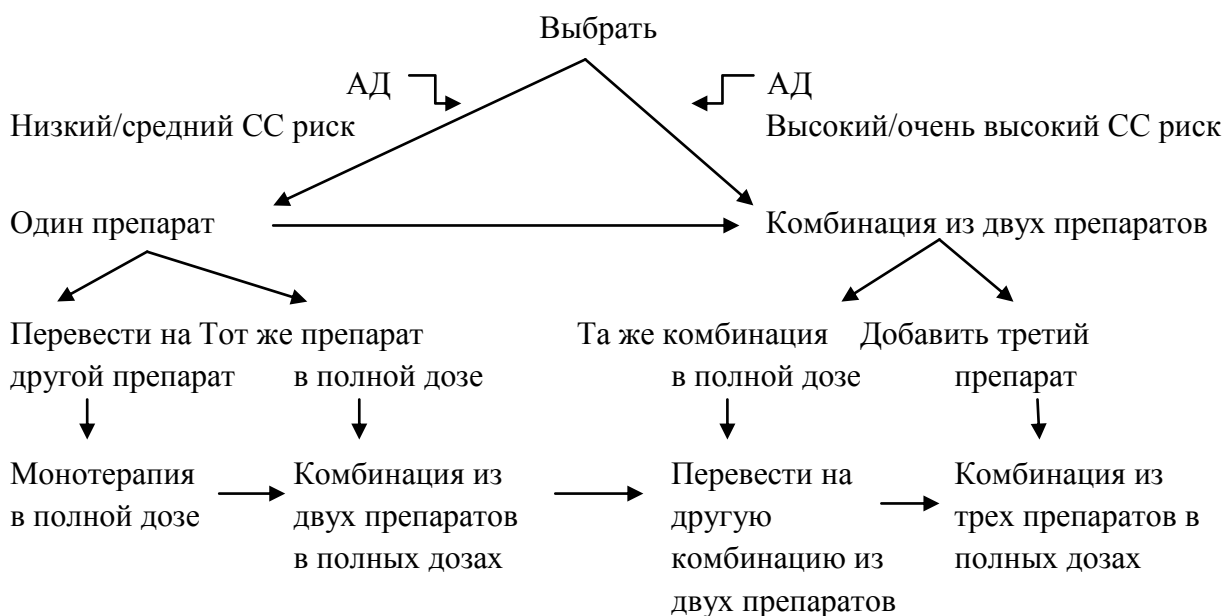 Выбрать
АД АД
Низкий/средний СС риск Высокий/очень высокий СС риск
Один препарат Комбинация из двух препаратов
Перевести на Тот же препарат Та же комбинация Добавить третий
другой препарат в полной дозе в полной дозе препарат
Монотерапия Комбинация из Перевести на Комбинация из
в полной дозе двух препаратов другую трех препаратов в
в полных дозах комбинацию из полных дозах
двух препаратов